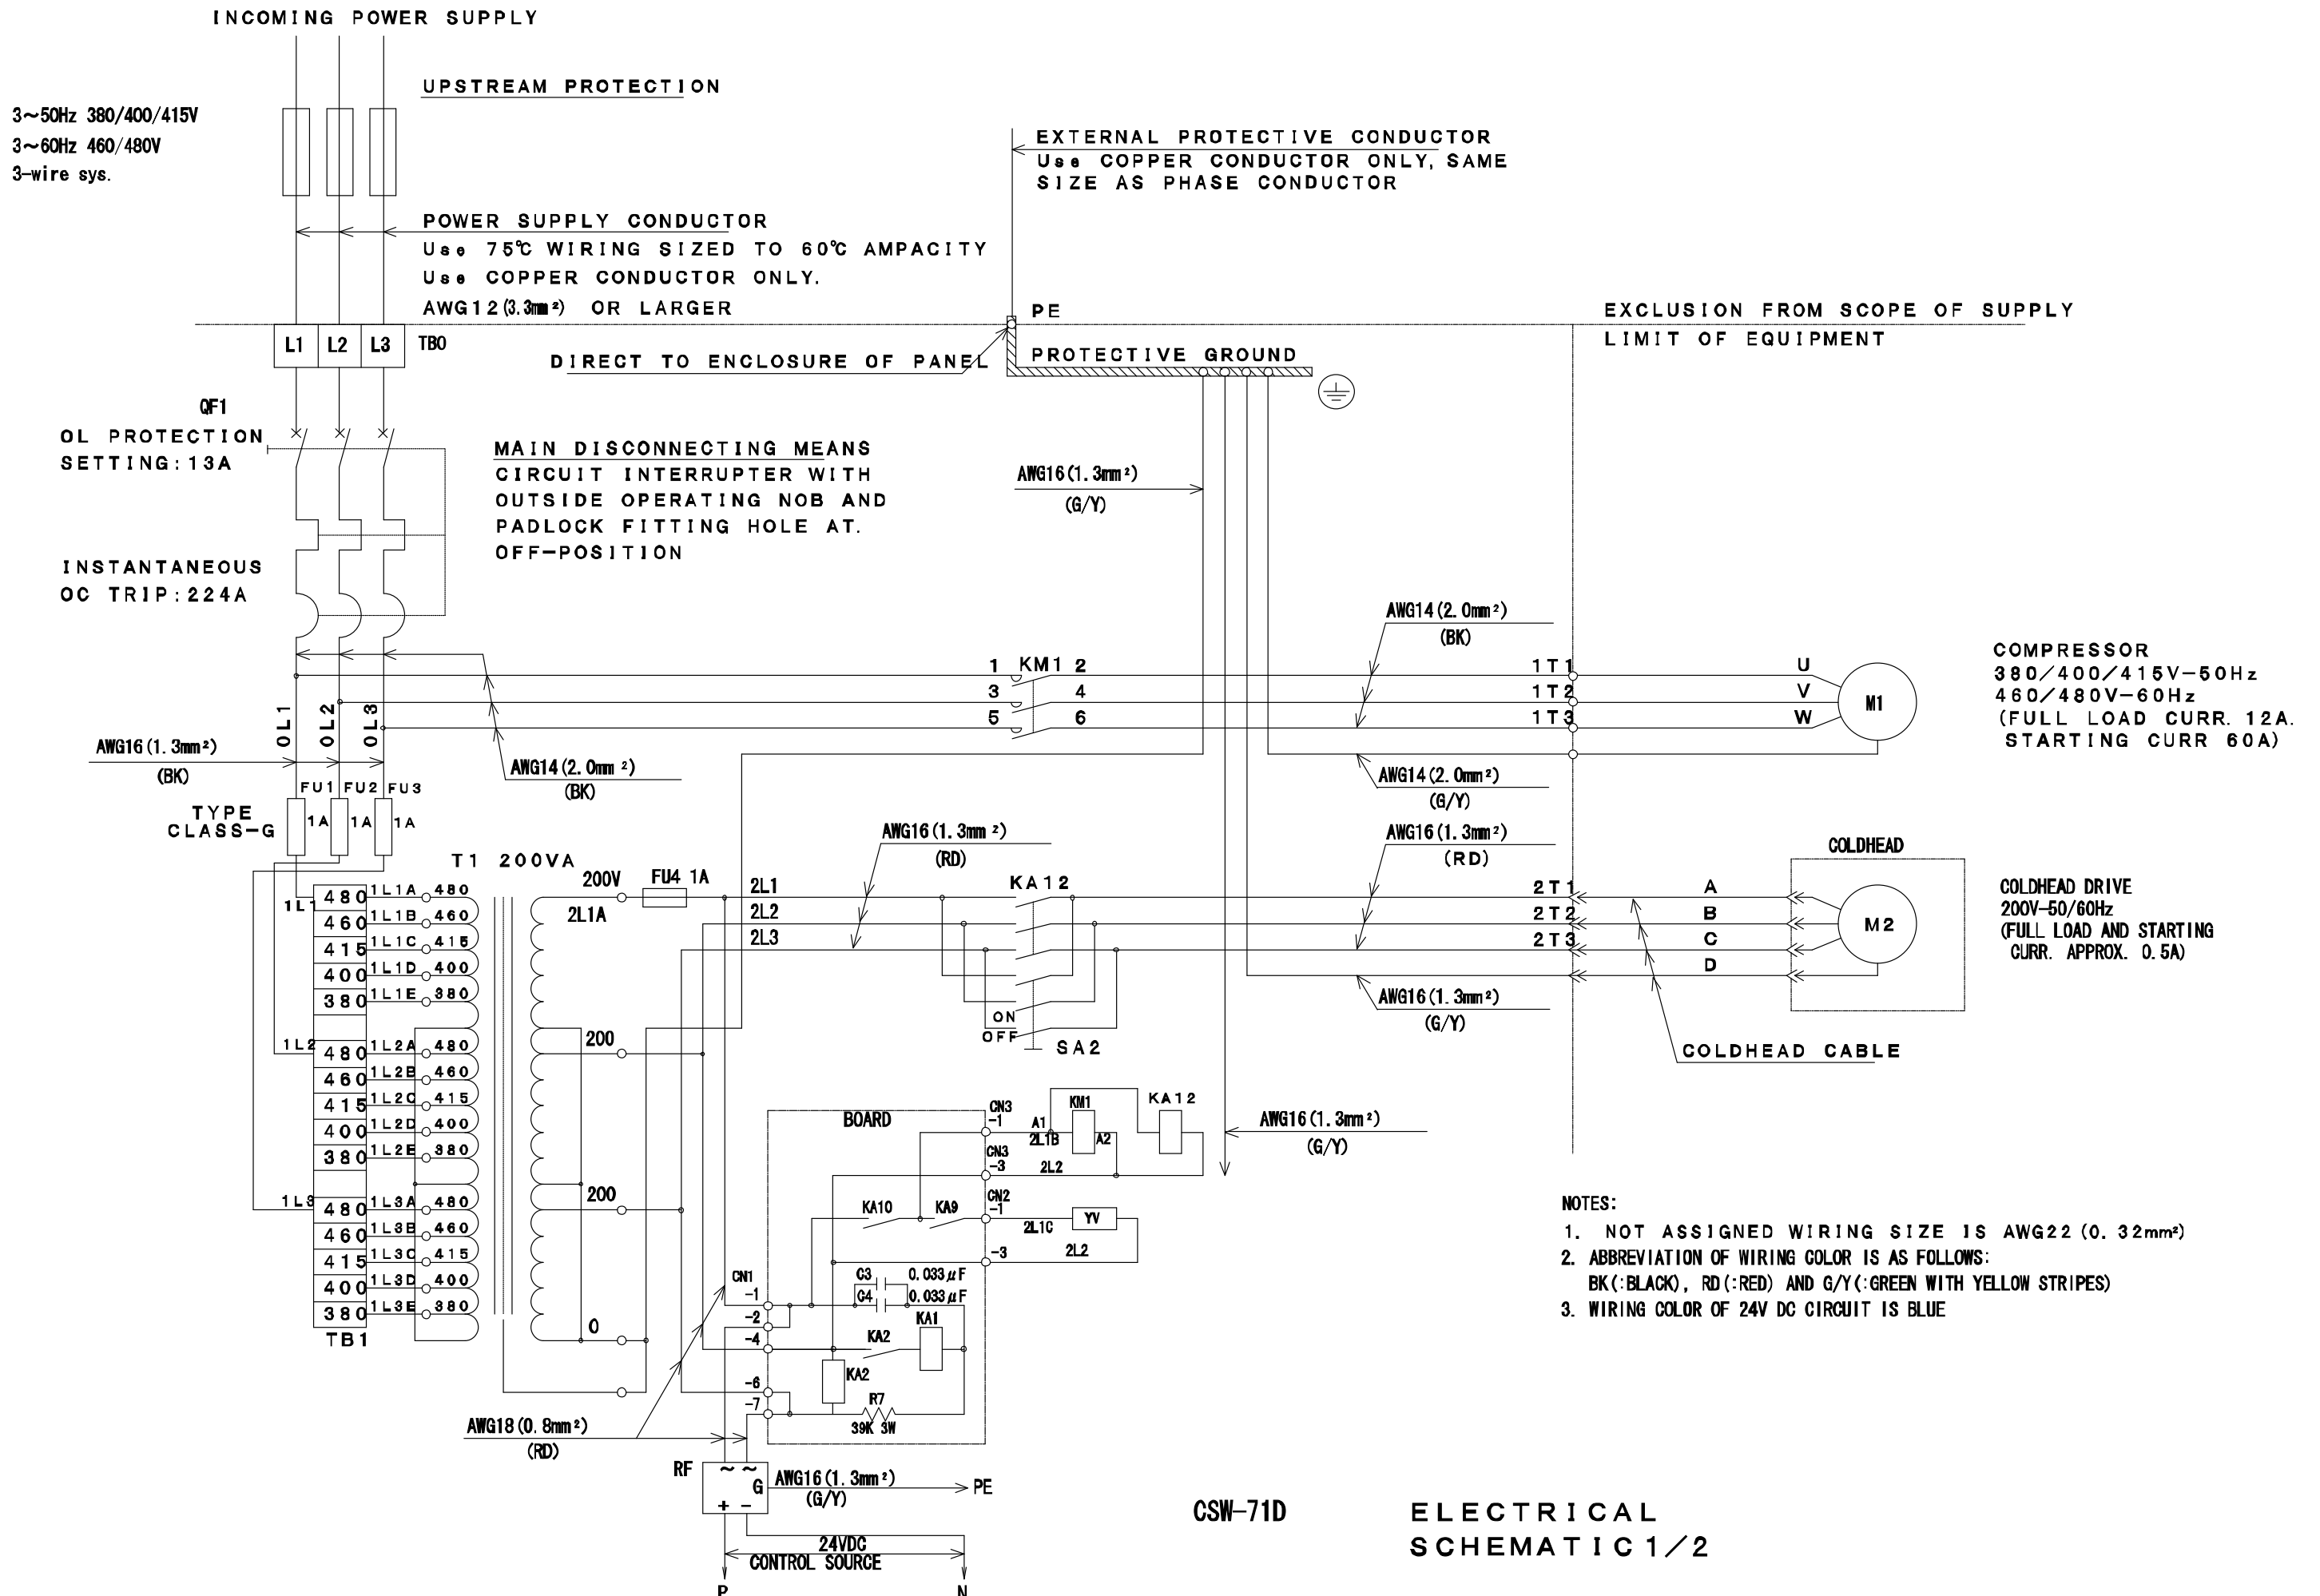 INCOMING POWER SUPPLY
UPSTREAM PROTECTION
3~50Hz 380/400/415V
3~60Hz 460/480V
3-wire sys.
EXTERNAL PROTECTIVE CONDUCTOR
Use COPPER CONDUCTOR ONLY, SAME
SIZE AS PHASE CONDUCTOR
POWER SUPPLY CONDUCTOR
Use 75℃ WIRING SIZED TO 60℃ AMPACITY
Use COPPER CONDUCTOR ONLY.
AWG12(3.3mm²) OR LARGER
PE
EXCLUSION FROM SCOPE OF SUPPLY
LIMIT OF EQUIPMENT
L1 L2 L3 TB0
DIRECT TO ENCLOSURE OF PANEL
PROTECTIVE GROUND
QF1
OL PROTECTION
SETTING:13A
MAIN DISCONNECTING MEANS
CIRCUIT INTERRUPTER WITH
OUTSIDE OPERATING NOB AND
PADLOCK FITTING HOLE AT.
OFF-POSITION
AWG16(1.3mm²)
(G/Y)
INSTANTANEOUS
OC TRIP:224A
AWG14(2.0mm²)
(BK)
1 KM1 2
3 4
5 6
1T1 U
1T2 V
1T3 W
M1
COMPRESSOR
380/400/415V-50Hz
460/480V-60Hz
(FULL LOAD CURR. 12A.
STARTING CURR 60A)
0L1 0L2 0L3
AWG16(1.3mm²)
(BK)
AWG14(2.0mm²)
(BK)
AWG14(2.0mm²)
(G/Y)
FU1 FU2 FU3
TYPE
CLASS-G
1A 1A 1A
AWG16(1.3mm²)
(RD)
AWG16(1.3mm²)
(RD)
COLDHEAD
T1 200VA
200V FU4 1A
2L1A
2L1
2L2
2L3
KA12
2T1 A
2T2 B
2T3 C
D
M2
COLDHEAD DRIVE
200V-50/60Hz
(FULL LOAD AND STARTING
CURR. APPROX. 0.5A)
AWG16(1.3mm²)
(G/Y)
ON
OFF
SA2
COLDHEAD CABLE
1L1
480 1L1A 480
460 1L1B 460
415 1L1C 415
400 1L1D 400
380 1L1E 380
1L2
480 1L2A 480
460 1L2B 460
415 1L2C 415
400 1L2D 400
380 1L2E 380
1L3
480 1L3A 480
460 1L3B 460
415 1L3C 415
400 1L3D 400
380 1L3E 380
TB1
200
200
0
BOARD
CN3
-1
A1
2L1B
KM1
A2
KA12
CN3
-3
2L2
AWG16(1.3mm²)
(G/Y)
KA10 KA9
CN2
-1
2L1C
YV
-3
2L2
CN1
-1
-2
-4
-6
-7
C3 0.033μF
C4 0.033μF
KA1
KA2
KA2
R7
39K 3W
AWG18(0.8mm²)
(RD)
RF
~ ~
G
+ -
AWG16(1.3mm²)
(G/Y)
PE
24VDC
CONTROL SOURCE
P N
NOTES:
1. NOT ASSIGNED WIRING SIZE IS AWG22(0.32mm²)
2. ABBREVIATION OF WIRING COLOR IS AS FOLLOWS:
BK(:BLACK), RD(:RED) AND G/Y(:GREEN WITH YELLOW STRIPES)
3. WIRING COLOR OF 24V DC CIRCUIT IS BLUE
CSW-71D
ELECTRICAL
SCHEMATIC1/2